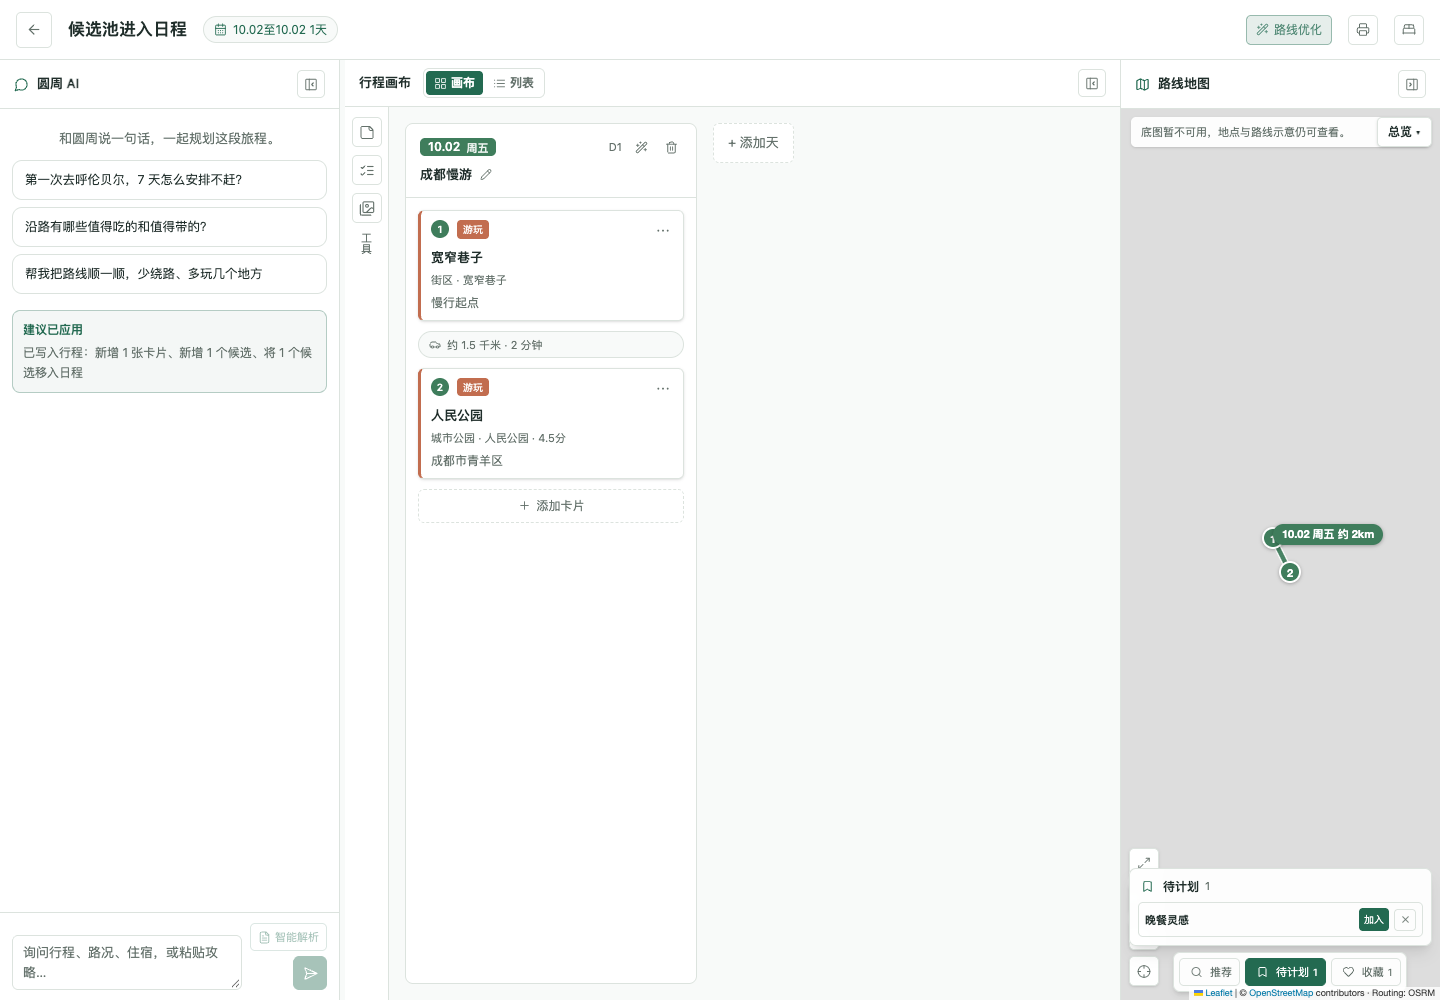 候选池进入日程
10.02至10.02 1天
路线优化
圆周 AI
和圆周说一句话，一起规划这段旅程。
第一次去呼伦贝尔，7 天怎么安排不赶?
沿路有哪些值得吃的和值得带的?
帮我把路线顺一顺，少绕路、多玩几个地方
建议已应用
已写入行程：新增 1 张卡片、新增 1 个候选、将 1 个候
选移入日程
智能解析
询问行程、路况、住宿，或粘贴攻
略...
行程画布
画布
列表
工具
10.02 周五
D1
成都慢游
1
游玩
宽窄巷子
街区 · 宽窄巷子
慢行起点
约 1.5 千米 · 2 分钟
2
游玩
人民公园
城市公园 · 人民公园 · 4.5分
成都市青羊区
+ 添加卡片
+ 添加天
路线地图
底图暂不可用，地点与路线示意仍可查看。
总览
1
10.02 周五 约 2km
2
待计划 1
晚餐灵感
加入
推荐
待计划 1
收藏 1
Leaflet | © OpenStreetMap contributors · Routing: OSRM